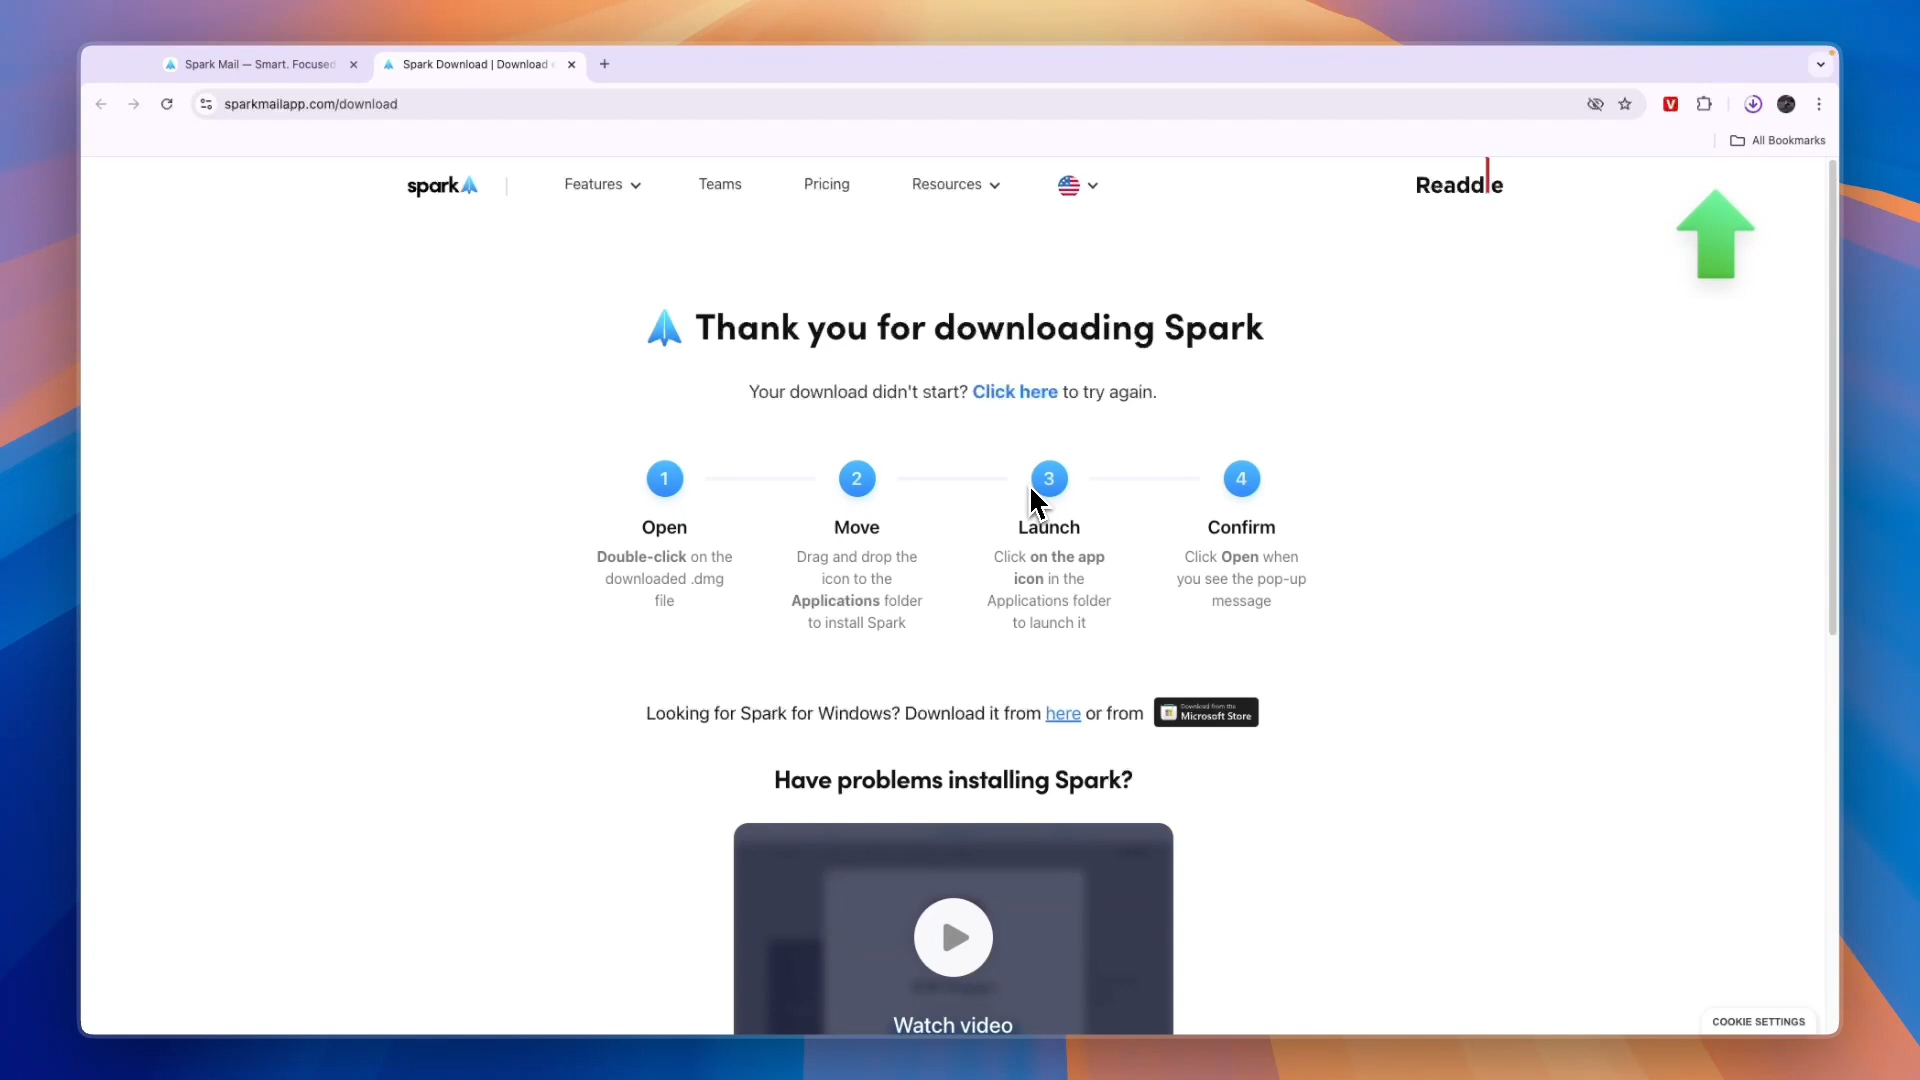 Spark Mail — Smart. Focused
Spark Download | Download
sparkmailapp.com/download
V
All Bookmarks
spark
Features
Teams
Pricing
Resources
Readdle
Thank you for downloading Spark
Your download didn't start? Click here to try again.
1
2
3
4
Open
Double-click on the
downloaded .dmg
file
Move
Drag and drop the
icon to the
Applications folder
to install Spark
Launch
Click on the app
icon in the
Applications folder
to launch it
Confirm
Click Open when
you see the pop-up
message
Looking for Spark for Windows? Download it from here or from
Download from the
Microsoft Store
Have problems installing Spark?
Watch video
COOKIE SETTINGS